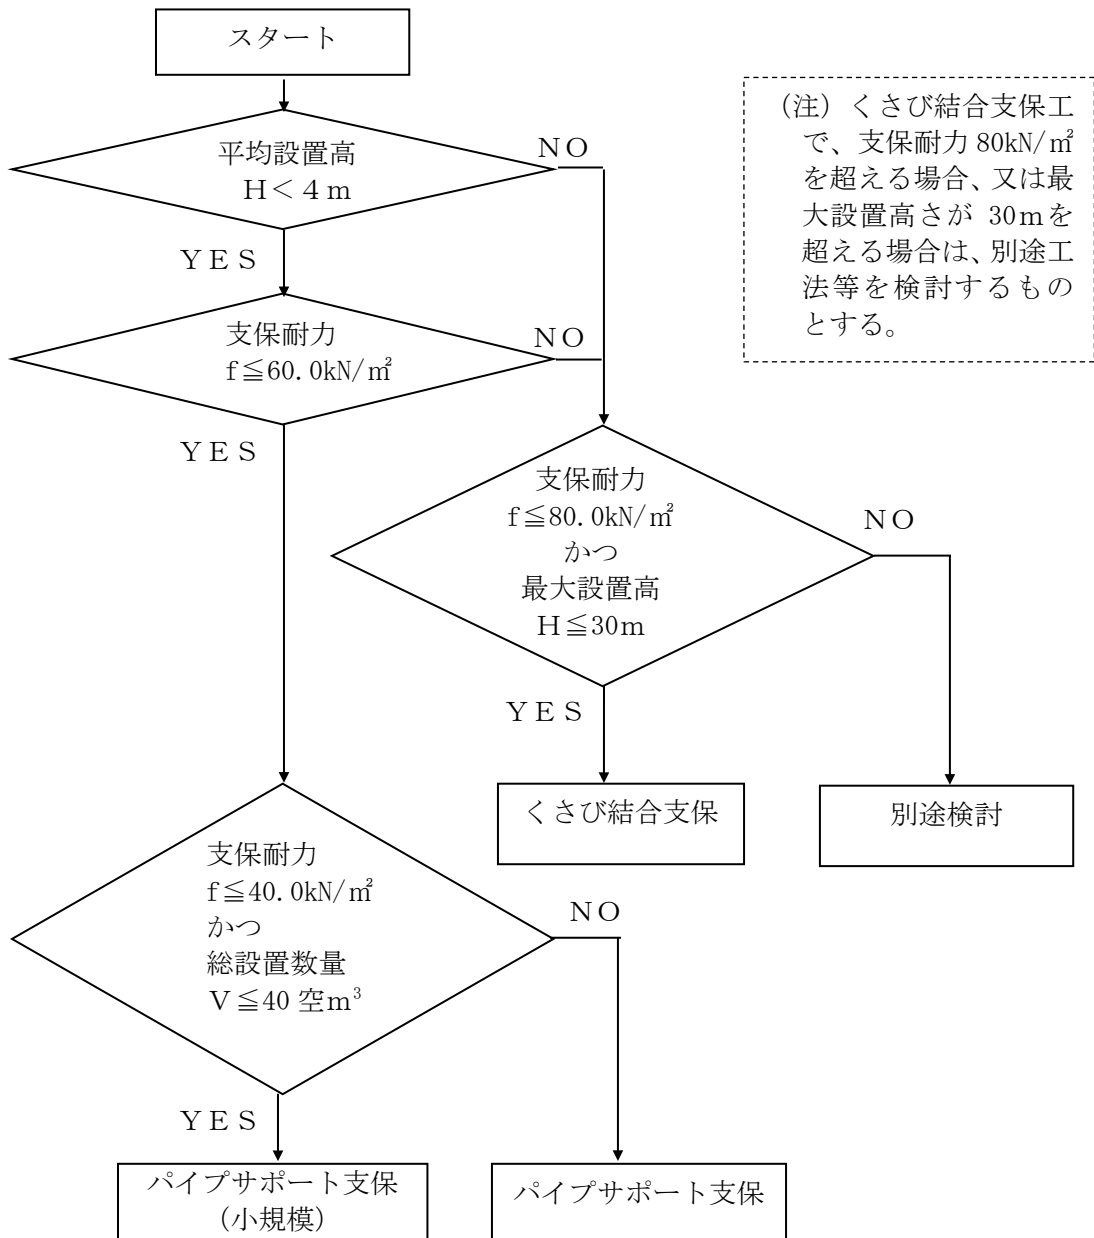 スタート
(注) くさび結合支保工
で、支保耐力 80kN/㎡
を超える場合、又は最
大設置高さが 30ｍを
超える場合は、別途工
法等を検討するもの
とする。
平均設置高
Ｈ＜４ｍ
ＮＯ
ＹＥＳ
支保耐力
f≦60.0kN/㎡
ＮＯ
ＹＥＳ
支保耐力
f≦80.0kN/㎡
かつ
最大設置高
Ｈ≦30ｍ
ＮＯ
ＹＥＳ
くさび結合支保
別途検討
支保耐力
f≦40.0kN/㎡
かつ
総設置数量
Ｖ≦40 空ｍ³
ＮＯ
ＹＥＳ
パイプサポート支保
（小規模）
パイプサポート支保